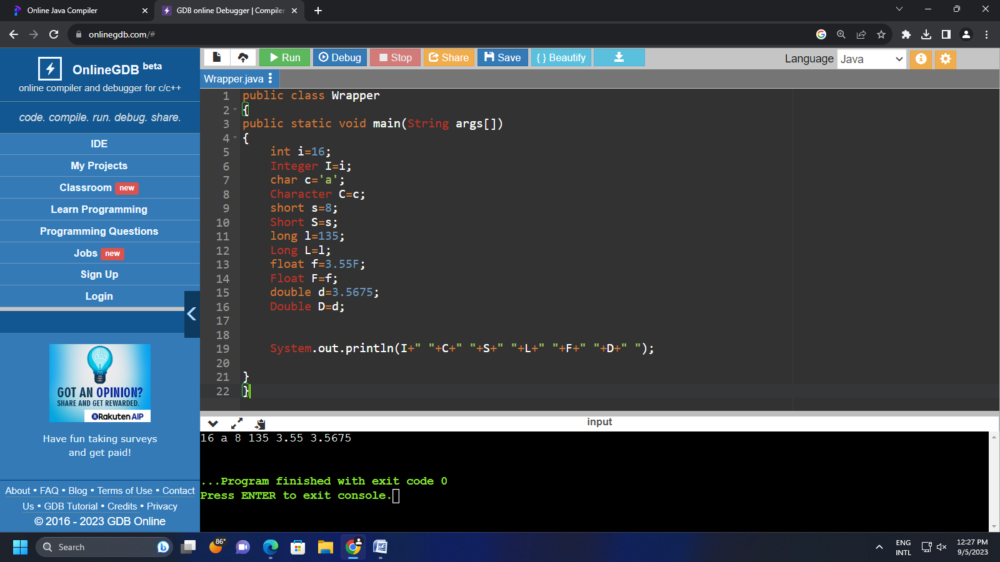 Online Java Compiler
GDB online Debugger | Compiler
onlinegdb.com/#
OnlineGDB beta
online compiler and debugger for c/c++
code. compile. run. debug. share.
IDE
My Projects
Classroom new
Learn Programming
Programming Questions
Jobs new
Sign Up
Login
GOT AN OPINION?
SHARE AND GET REWARDED.
Rakuten AIP
Have fun taking surveys
and get paid!
About • FAQ • Blog • Terms of Use • Contact
Us • GDB Tutorial • Credits • Privacy
© 2016 - 2023 GDB Online
Run Debug Stop Share Save { } Beautify Language Java
Wrapper.java
1 public class Wrapper
2 {
3 public static void main(String args[])
4 {
5 int i=16;
6 Integer I=i;
7 char c='a';
8 Character C=c;
9 short s=8;
10 Short S=s;
11 long l=135;
12 Long L=l;
13 float f=3.55F;
14 Float F=f;
15 double d=3.5675;
16 Double D=d;
17
18
19 System.out.println(I+" "+C+" "+S+" "+L+" "+F+" "+D+" ");
20
21 }
22 }
input
16 a 8 135 3.55 3.5675
...Program finished with exit code 0
Press ENTER to exit console.
Search
86°
ENG
INTL
12:27 PM
9/5/2023